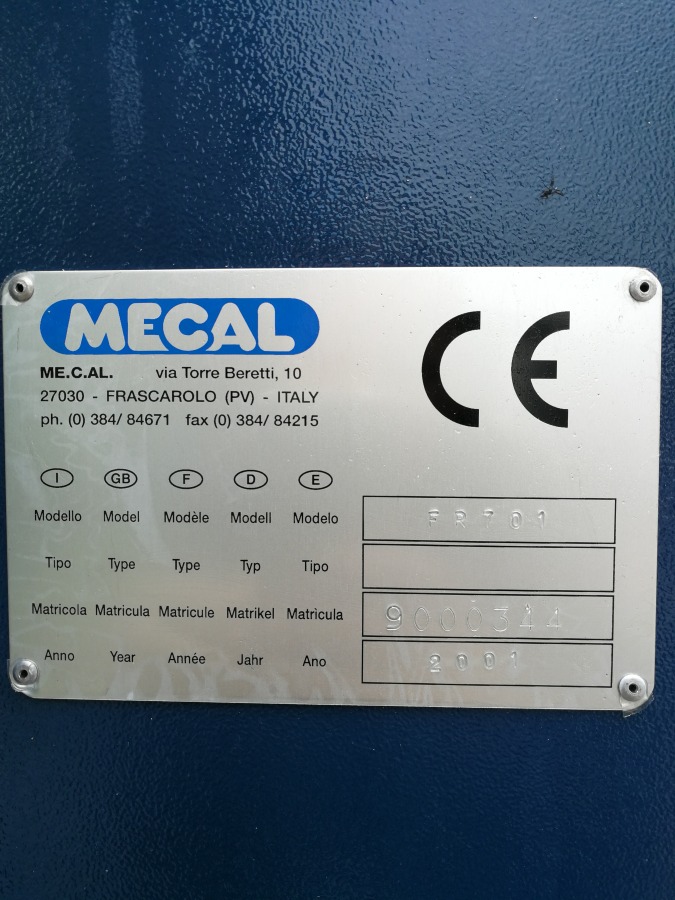 MECAL
CE
ME.C.AL. via Torre Beretti, 10
27030 - FRASCAROLO (PV) - ITALY
ph. (0) 384/ 84671 fax (0) 384/ 84215
I GB F D E
Modello Model Modèle Modell Modelo FR701
Tipo Type Type Typ Tipo
Matricola Matricula Matricule Matrikel Matricula 9000344
Anno Year Année Jahr Ano 2001